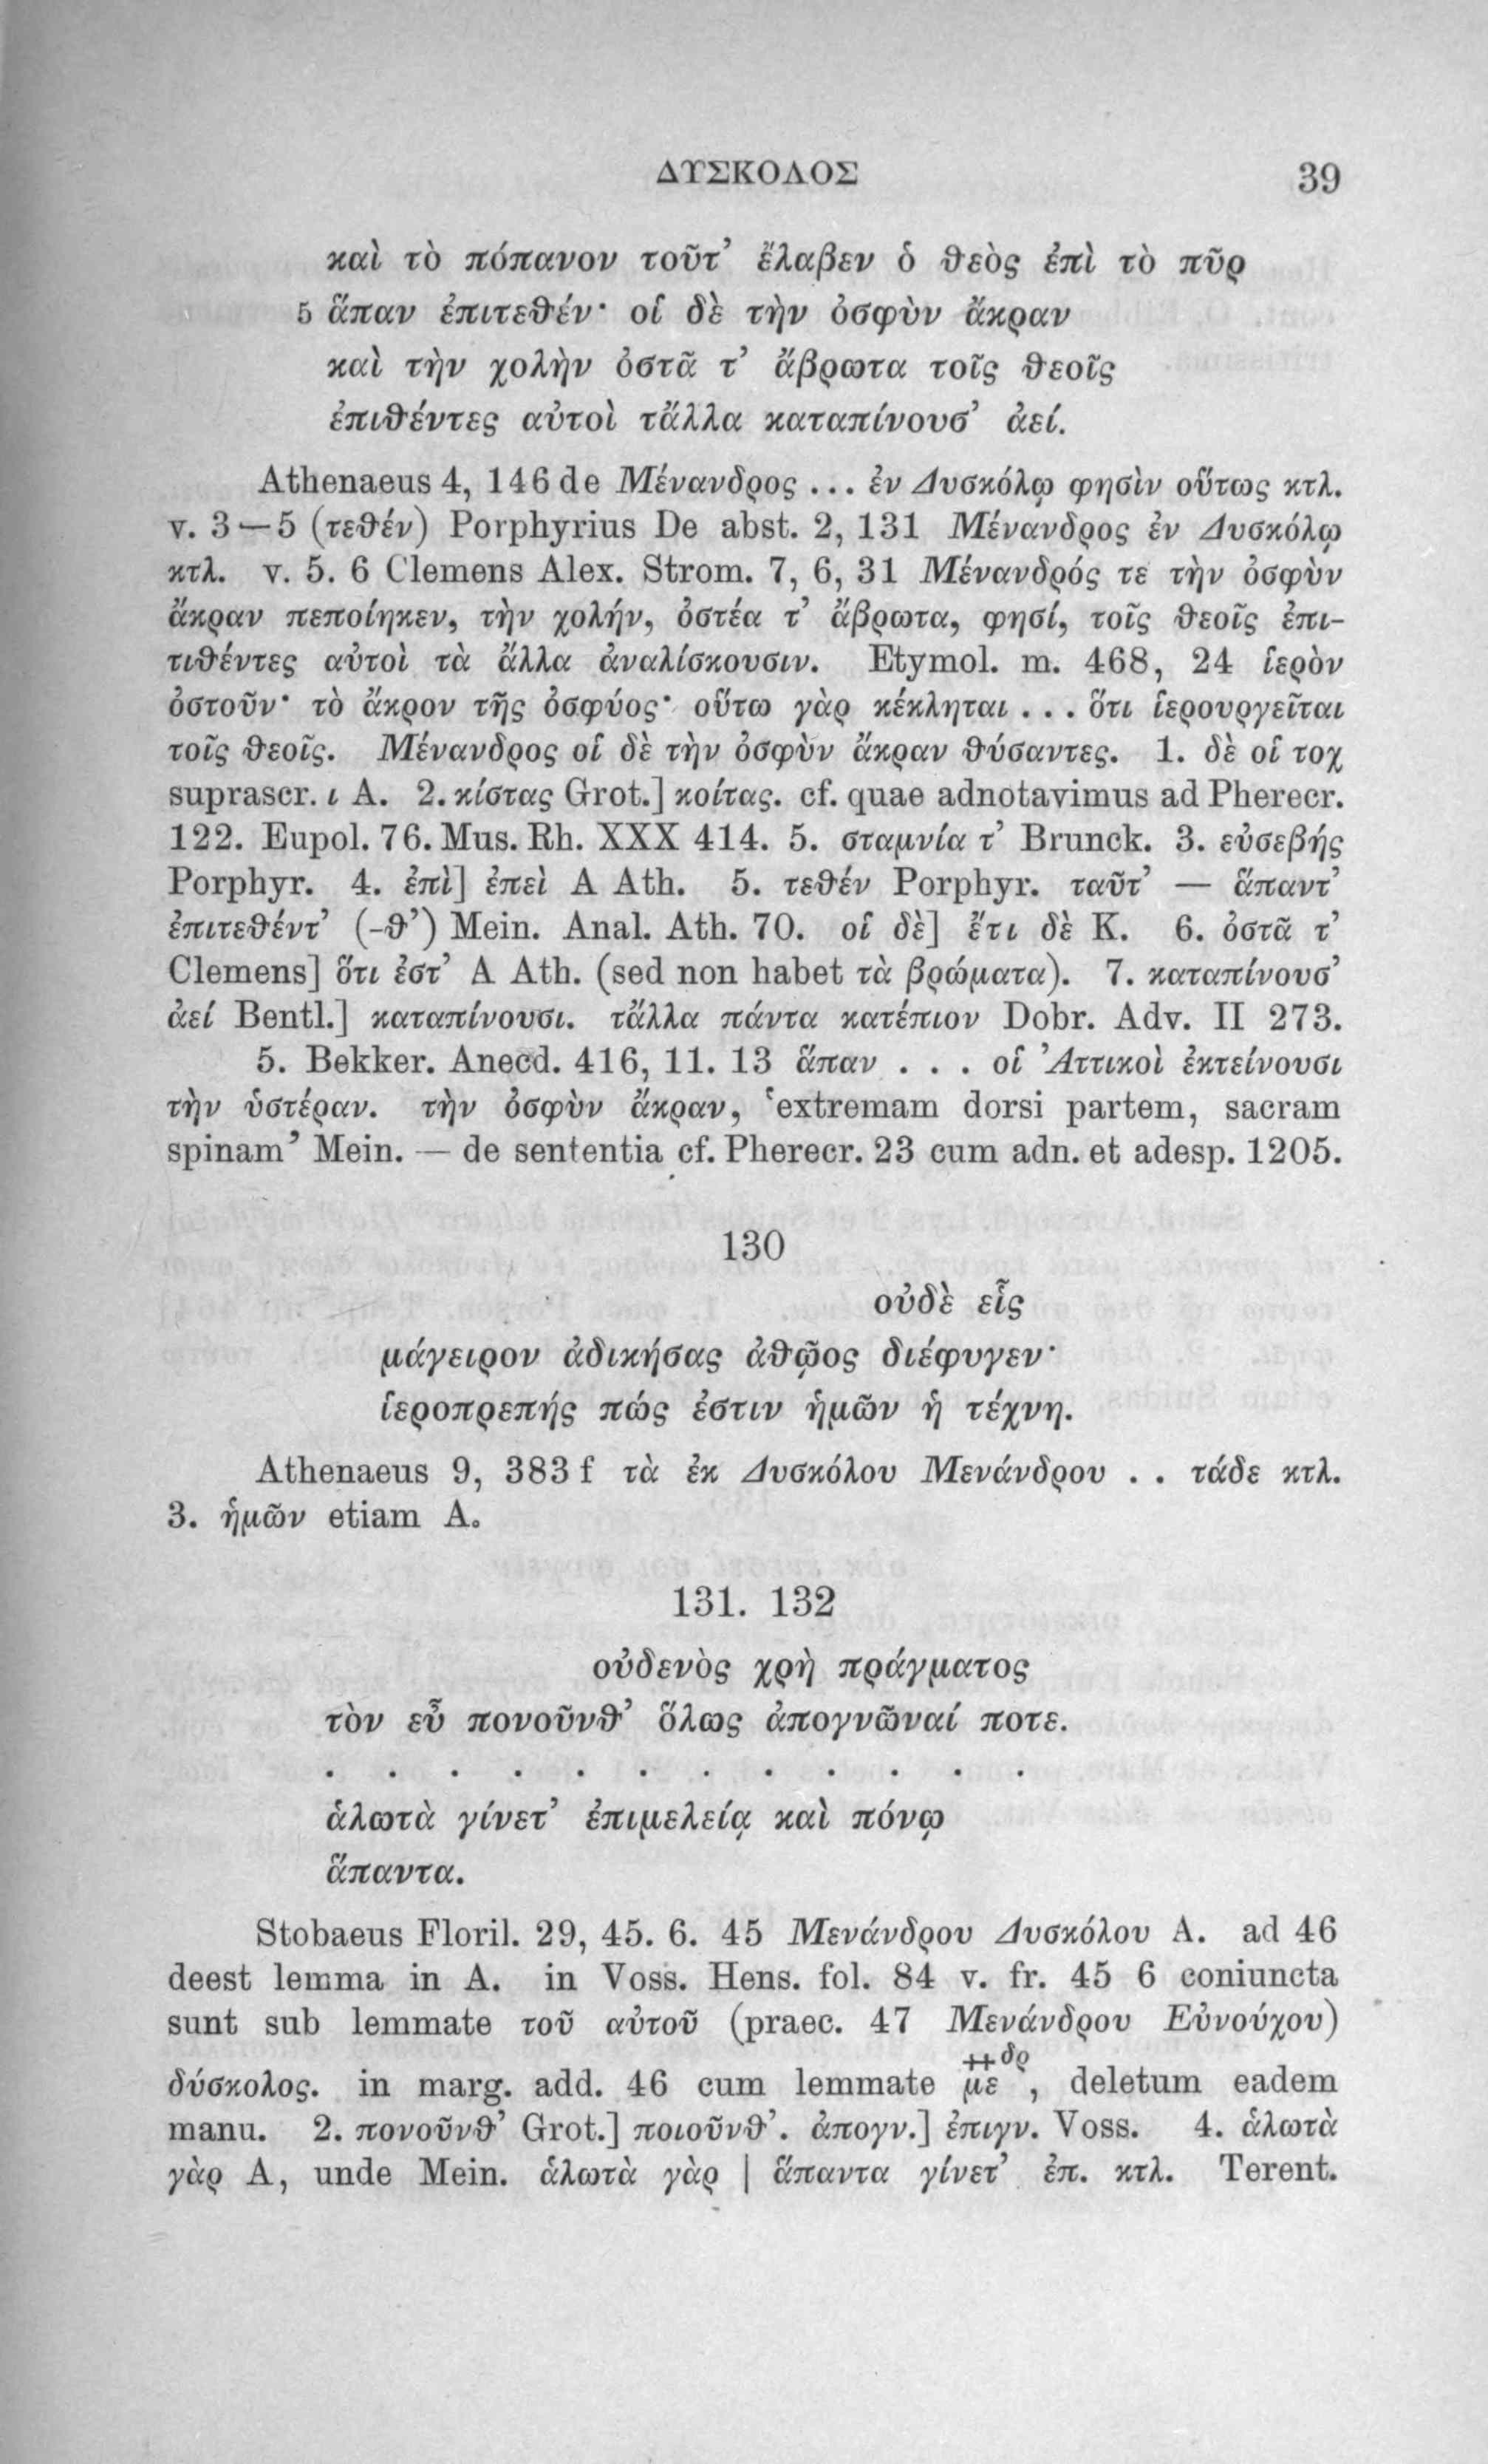 ΔΥΣΚΟΛΟΣ 39
καὶ τὸ πόπανον τοῦτ’ ἔλαβεν ὁ θεὸς ἐπὶ τὸ πῦρ
5 ἅπαν ἐπιτεθέν· οἱ δὲ τὴν ὀσφὺν ἄκραν
καὶ τὴν χολὴν ὀστᾶ τ’ ἄβρωτα τοῖς θεοῖς
ἐπιθέντες αὐτοὶ τἄλλα καταπίνουσ’ ἀεί.
Athenaeus 4, 146 de Μένανδρος ... ἐν Δυσκόλῳ φησὶν οὕτως κτλ.
v. 3—5 (τεθέν) Porphyrius De abst. 2, 131 Μένανδρος ἐν Δυσκόλῳ
κτλ. v. 5. 6 Clemens Alex. Strom. 7, 6, 31 Μένανδρός τε τὴν ὀσφὺν
ἄκραν πεποίηκεν, τὴν χολήν, ὀστέα τ’ ἄβρωτα, φησί, τοῖς θεοῖς ἐπι-
τιθέντες αὐτοὶ τὰ ἄλλα ἀναλίσκουσιν. Etymol. m. 468, 24 ἱερὸν
ὀστοῦν· τὸ ἄκρον τῆς ὀσφύος· οὕτω γὰρ κέκληται ... ὅτι ἱερουργεῖται
τοῖς θεοῖς. Μένανδρος οἱ δὲ τὴν ὀσφὺν ἄκραν θύσαντες. 1. δὲ οἱ τοχ
suprascr. ι A. 2. κίστας Grot.] κοίτας. cf. quae adnotavimus ad Pherecr.
122. Eupol. 76. Mus. Rh. XXX 414. 5. σταμνία τ’ Brunck. 3. εὐσεβής
Porphyr. 4. ἐπὶ] ἐπεὶ A Ath. 5. τεθέν Porphyr. ταῦτ’ — ἅπαντ’
ἐπιτεθέντ’ (-θ’) Mein. Anal. Ath. 70. οἱ δὲ] ἔτι δὲ K. 6. ὀστᾶ τ’
Clemens] ὅτι ἐστ’ A Ath. (sed non habet τὰ βρώματα). 7. καταπίνουσ’
ἀεί Bentl.] καταπίνουσι. τἄλλα πάντα κατέπιον Dobr. Adv. II 273.
5. Bekker. Anecd. 416, 11. 13 ἅπαν . . . οἱ Ἀττικοὶ ἐκτείνουσι
τὴν ὑστέραν. τὴν ὀσφὺν ἄκραν, ‘extremam dorsi partem, sacram
spinam’ Mein. — de sententia cf. Pherecr. 23 cum adn. et adesp. 1205.
130
οὐδὲ εἷς
μάγειρον ἀδικήσας ἀθῷος διέφυγεν·
ἱεροπρεπής πώς ἐστιν ἡμῶν ἡ τέχνη.
Athenaeus 9, 383 f τὰ ἐκ Δυσκόλου Μενάνδρου . . τάδε κτλ.
3. ἡμῶν etiam A.
131. 132
οὐδενὸς χρὴ πράγματος
τὸν εὖ πονοῦνθ’ ὅλως ἀπογνῶναί ποτε.
. . . . . . . . . . . .
ἁλωτὰ γίνετ’ ἐπιμελείᾳ καὶ πόνῳ
ἅπαντα.
Stobaeus Floril. 29, 45. 6. 45 Μενάνδρου Δυσκόλου A. ad 46
deest lemma in A. in Voss. Hens. fol. 84 v. fr. 45 6 coniuncta
sunt sub lemmate τοῦ αὐτοῦ (praec. 47 Μενάνδρου Εὐνούχου)
δύσκολος. in marg. add. 46 cum lemmate με δρ, deletum eadem
manu. 2. πονοῦνθ’ Grot.] ποιοῦνθ’. ἀπογν.] ἐπιγν. Voss. 4. ἁλωτὰ
γὰρ A, unde Mein. ἁλωτὰ γὰρ | ἅπαντα γίνετ’ ἐπ. κτλ. Terent.